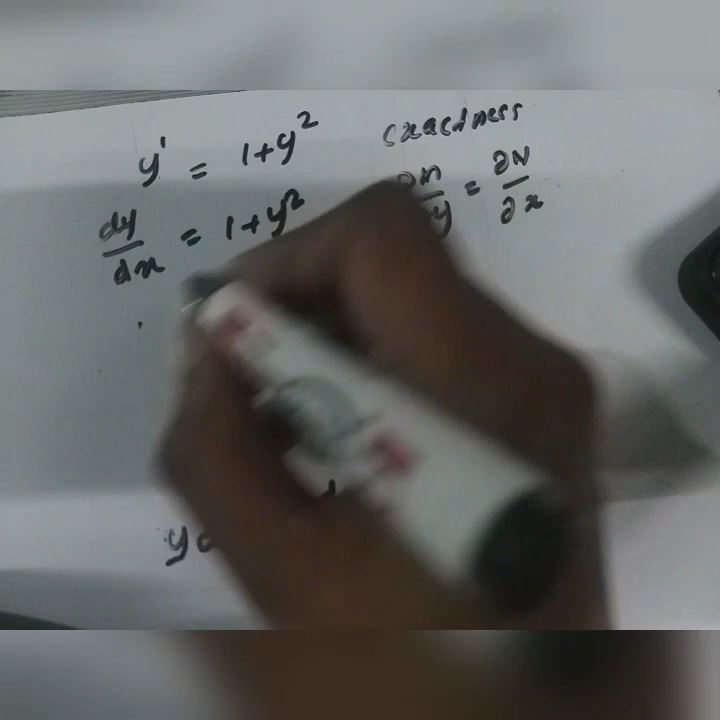 y' = 1+y²
exactness
dy/dx = 1+y²
= ∂N/∂x